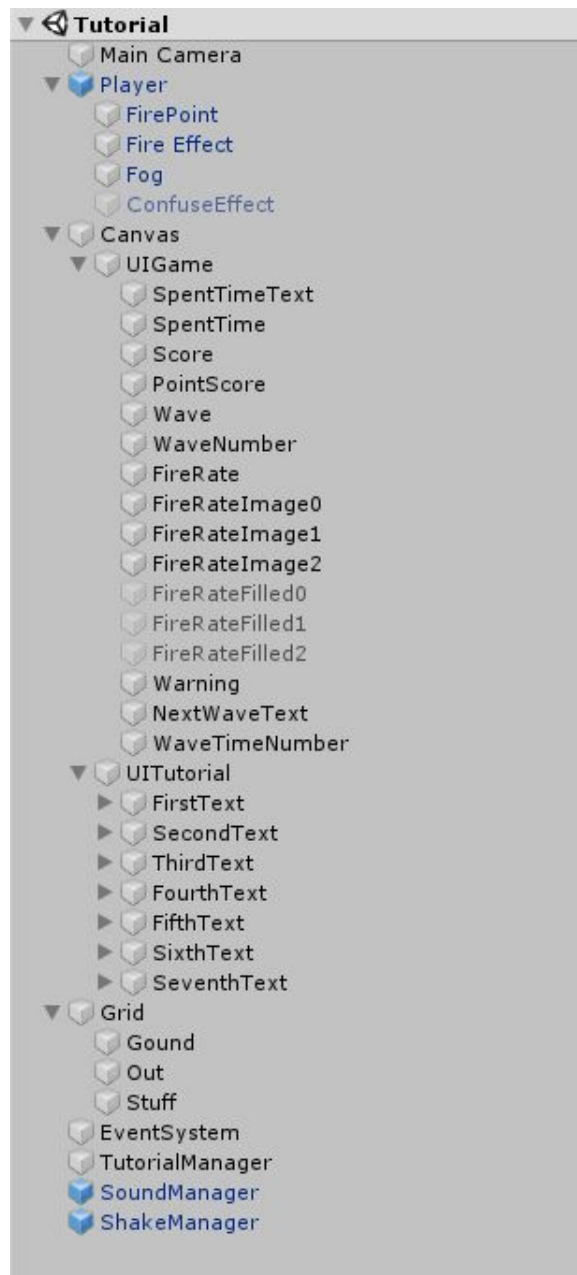 Tutorial
Main Camera
Player
FirePoint
Fire Effect
Fog
ConfuseEffect
Canvas
UIGame
SpentTimeText
SpentTime
Score
PointScore
Wave
WaveNumber
FireRate
FireRateImage0
FireRateImage1
FireRateImage2
FireRateFilled0
FireRateFilled1
FireRateFilled2
Warning
NextWaveText
WaveTimeNumber
UITutorial
FirstText
SecondText
ThirdText
FourthText
FifthText
SixthText
SeventhText
Grid
Gound
Out
Stuff
EventSystem
TutorialManager
SoundManager
ShakeManager